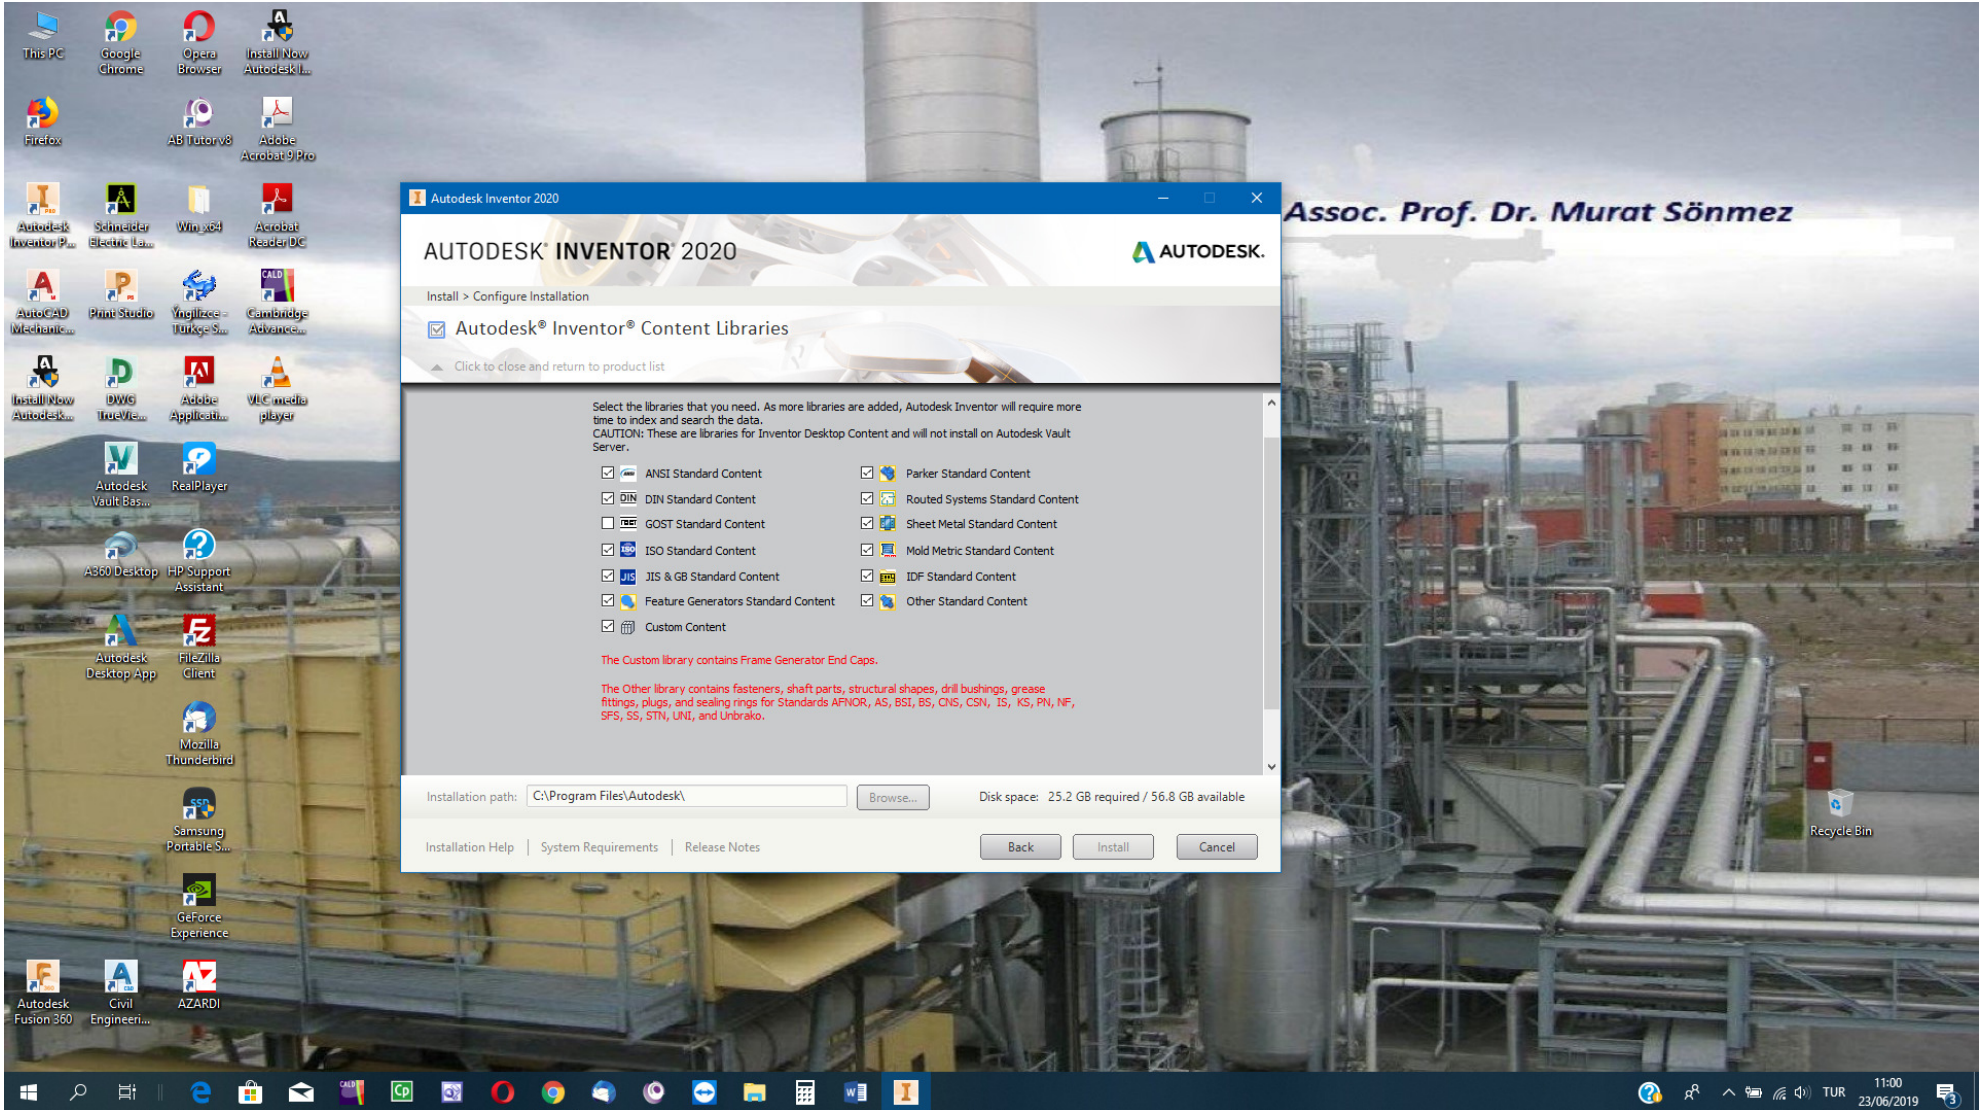 This PC
Google
Chrome
Opera
Browser
Install Now
Autodesk I...
Firefox
AB Tutor v8
Adobe
Acrobat 9 Pro
Autodesk
Inventor P...
Schneider
Electric La...
Win_x64
Acrobat
Reader DC
AutoCAD
Mechanic...
Print Studio
Türkçe S...
CALD
Cambridge
Advance...
Install Now
Autodesk...
DWG
TrueVie...
Adobe
Applicati...
VLC media
player
Autodesk
Vault Bas...
RealPlayer
A360 Desktop
HP Support
Assistant
Autodesk
Desktop App
FileZilla
Client
Mozilla
Thunderbird
SSD
Samsung
Portable S...
GeForce
Experience
Autodesk
Fusion 360
Civil
Engineeri...
AZARDI
Assoc. Prof. Dr. Murat Sönmez
Recycle Bin
Autodesk Inventor 2020
AUTODESK® INVENTOR® 2020
AUTODESK.
Install > Configure Installation
Autodesk® Inventor® Content Libraries
Click to close and return to product list
Select the libraries that you need. As more libraries are added, Autodesk Inventor will require more
time to index and search the data.
CAUTION: These are libraries for Inventor Desktop Content and will not install on Autodesk Vault
Server.
ANSI Standard Content
Parker Standard Content
DIN DIN Standard Content
Routed Systems Standard Content
GOST Standard Content
Sheet Metal Standard Content
ISO ISO Standard Content
Mold Metric Standard Content
JIS JIS & GB Standard Content
IDF Standard Content
Feature Generators Standard Content
Other Standard Content
Custom Content
The Custom library contains Frame Generator End Caps.
The Other library contains fasteners, shaft parts, structural shapes, drill bushings, grease
fittings, plugs, and sealing rings for Standards AFNOR, AS, BSI, BS, CNS, CSN, IS, KS, PN, NF,
SFS, SS, STN, UNI, and Unbrako.
Installation path: C:\Program Files\Autodesk\ Browse... Disk space: 25.2 GB required / 56.8 GB available
Installation Help | System Requirements | Release Notes
Back Install Cancel
CALD
Cp
TUR
11:00
23/06/2019
3